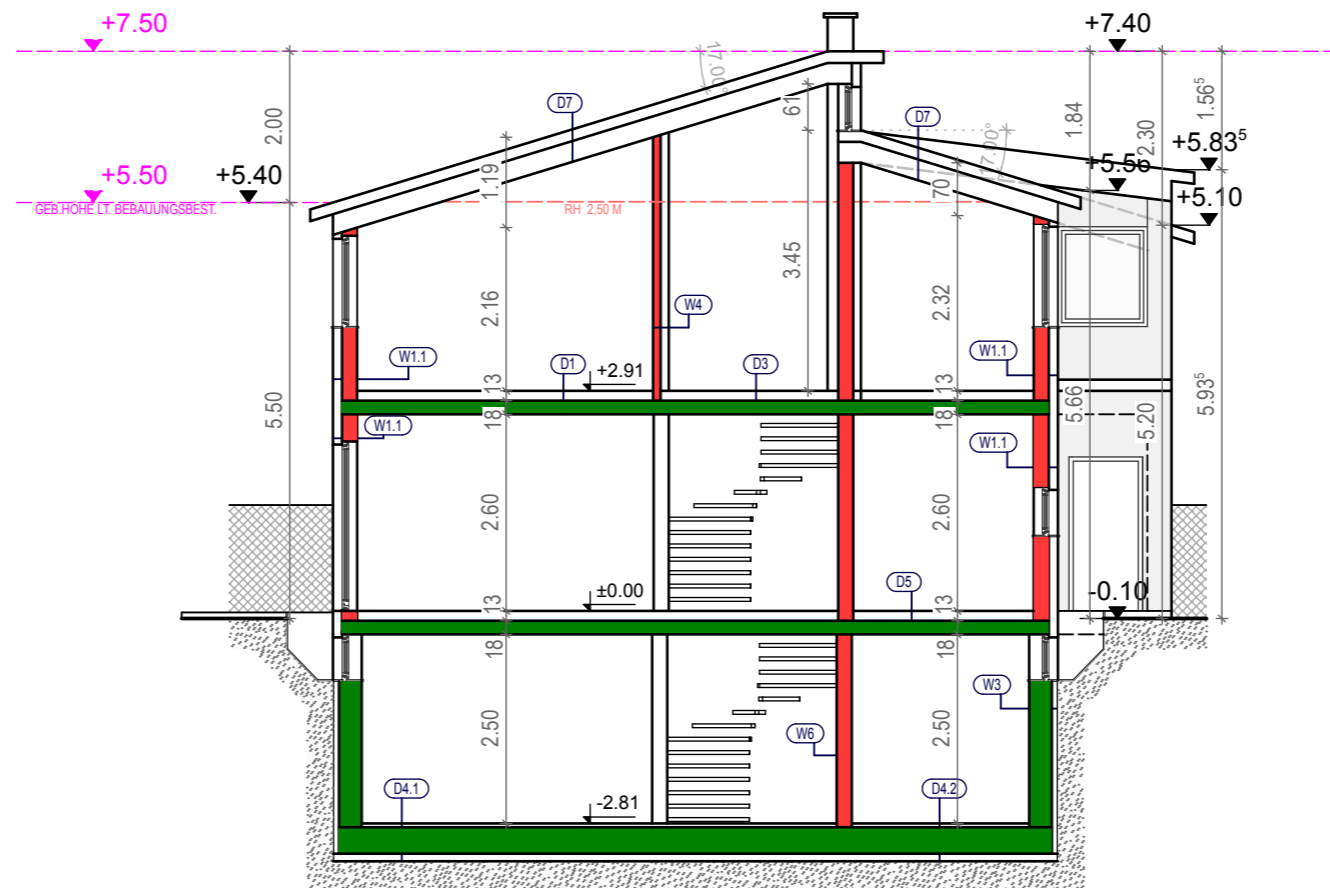 +7.50
+7.40
17.00°
1.56⁵
2.00
61
1.84
2.30
D7
D7
17.00°
+5.83⁵
+5.50
+5.40
1.19
70
+5.56
+5.10
GEB.HÖHE LT. BEBAUUNGSBEST.
RH 2,50 M
3.45
2.16
2.32
W4
W1.1
D1
+2.91
D3
W1.1
13
13
5.66
5.93⁵
5.50
18
18
5.20
W1.1
W1.1
2.60
2.60
±0.00
D5
-0.10
13
13
18
18
W3
2.50
2.50
W6
D4.1
-2.81
D4.2